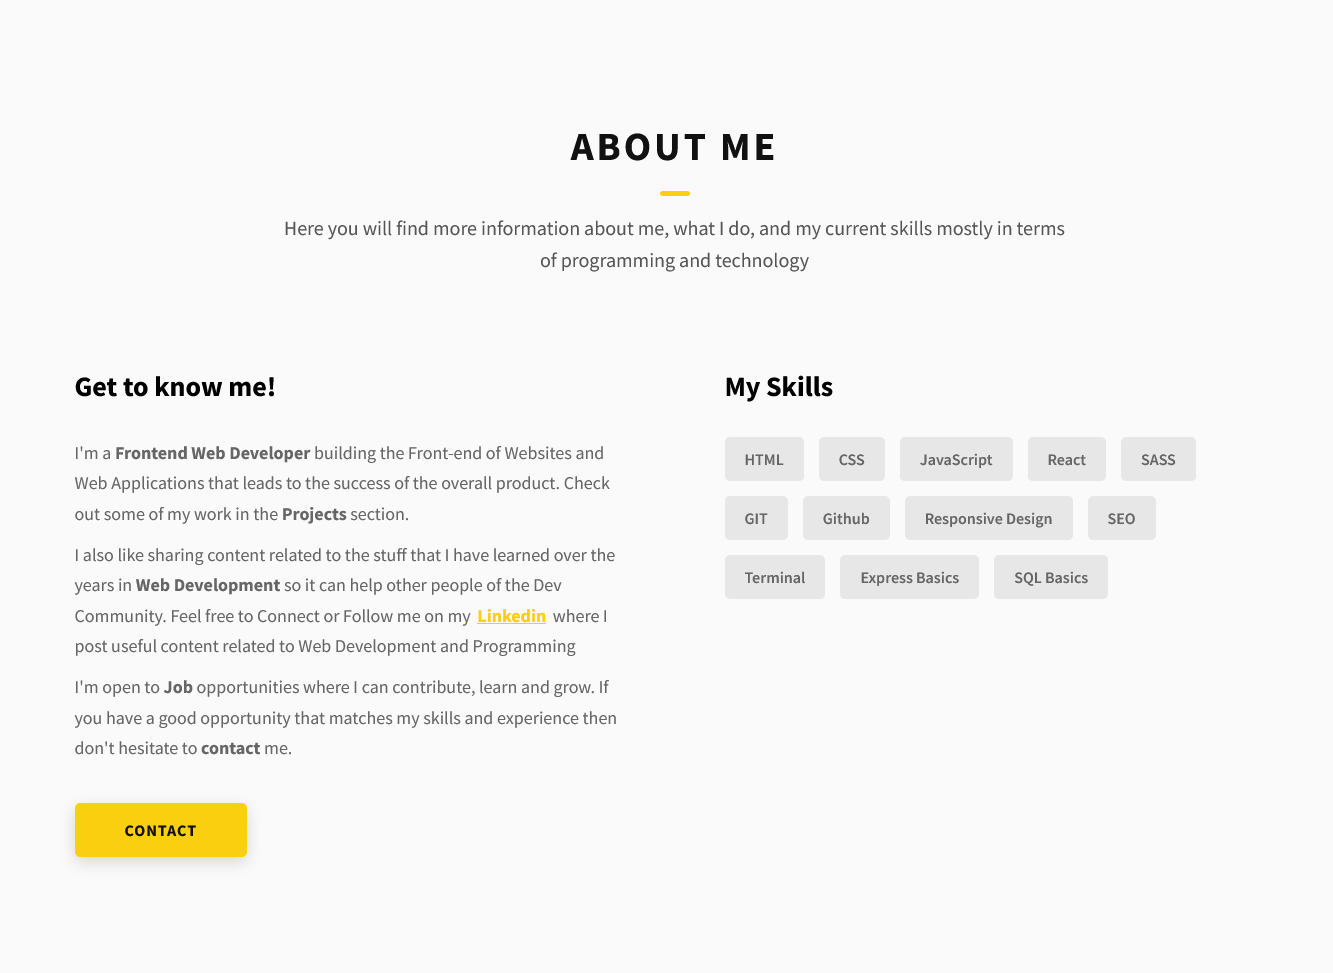 ABOUT ME
Here you will find more information about me, what I do, and my current skills mostly in terms
of programming and technology
Get to know me!
I'm a Frontend Web Developer building the Front-end of Websites and
Web Applications that leads to the success of the overall product. Check
out some of my work in the Projects section.
I also like sharing content related to the stuff that I have learned over the
years in Web Development so it can help other people of the Dev
Community. Feel free to Connect or Follow me on my Linkedin where I
post useful content related to Web Development and Programming
I'm open to Job opportunities where I can contribute, learn and grow. If
you have a good opportunity that matches my skills and experience then
don't hesitate to contact me.
CONTACT
My Skills
HTML CSS JavaScript React SASS
GIT Github Responsive Design SEO
Terminal Express Basics SQL Basics